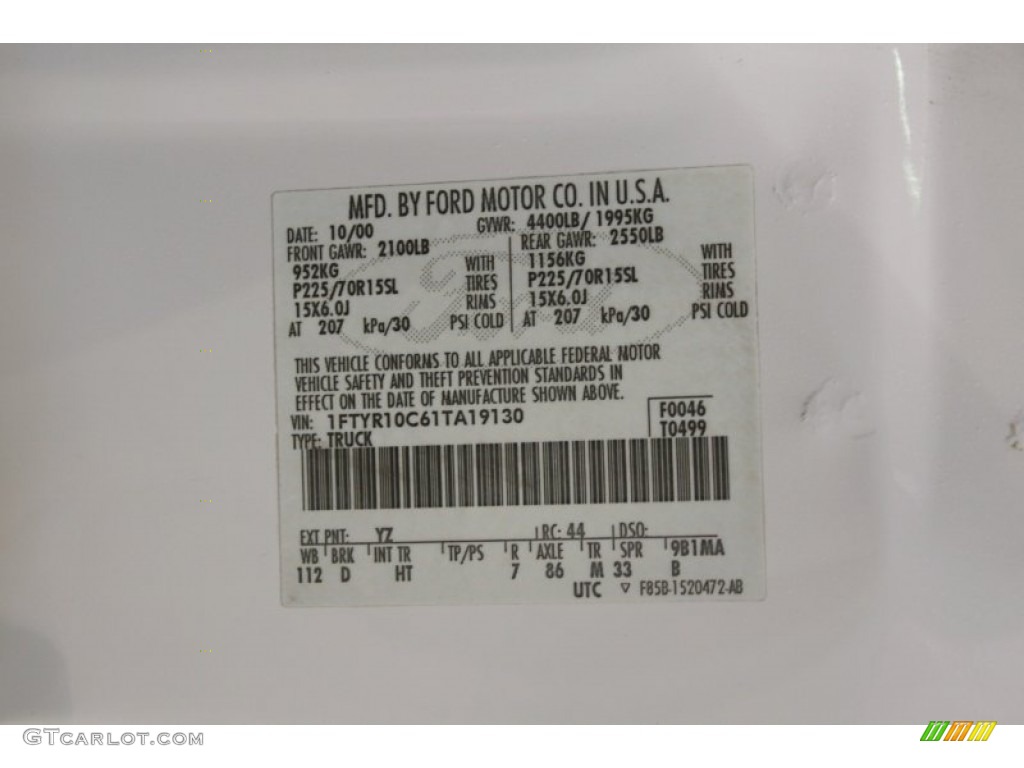 MFD. BY FORD MOTOR CO. IN U.S.A.
DATE: 10/00 GVWR: 4400LB/ 1995KG
FRONT GAWR: 2100LB REAR GAWR: 2550LB
952KG WITH 1156KG WITH
P225/70R15SL TIRES P225/70R15SL TIRES
15X6.0J RIMS 15X6.0J RIMS
AT 207 kPa/30 PSI COLD AT 207 kPa/30 PSI COLD
THIS VEHICLE CONFORMS TO ALL APPLICABLE FEDERAL MOTOR
VEHICLE SAFETY AND THEFT PREVENTION STANDARDS IN
EFFECT ON THE DATE OF MANUFACTURE SHOWN ABOVE.
VIN: 1FTYR10C61TA19130 F0046
TYPE: TRUCK T0499
EXT PNT: YZ RC: 44 DSO:
WB BRK INT TR TP/PS R AXLE TR SPR 9B1MA
112 D HT 7 86 M 33 B
UTC ▽ F85B-1520472-AB
GTCARLOT.COM